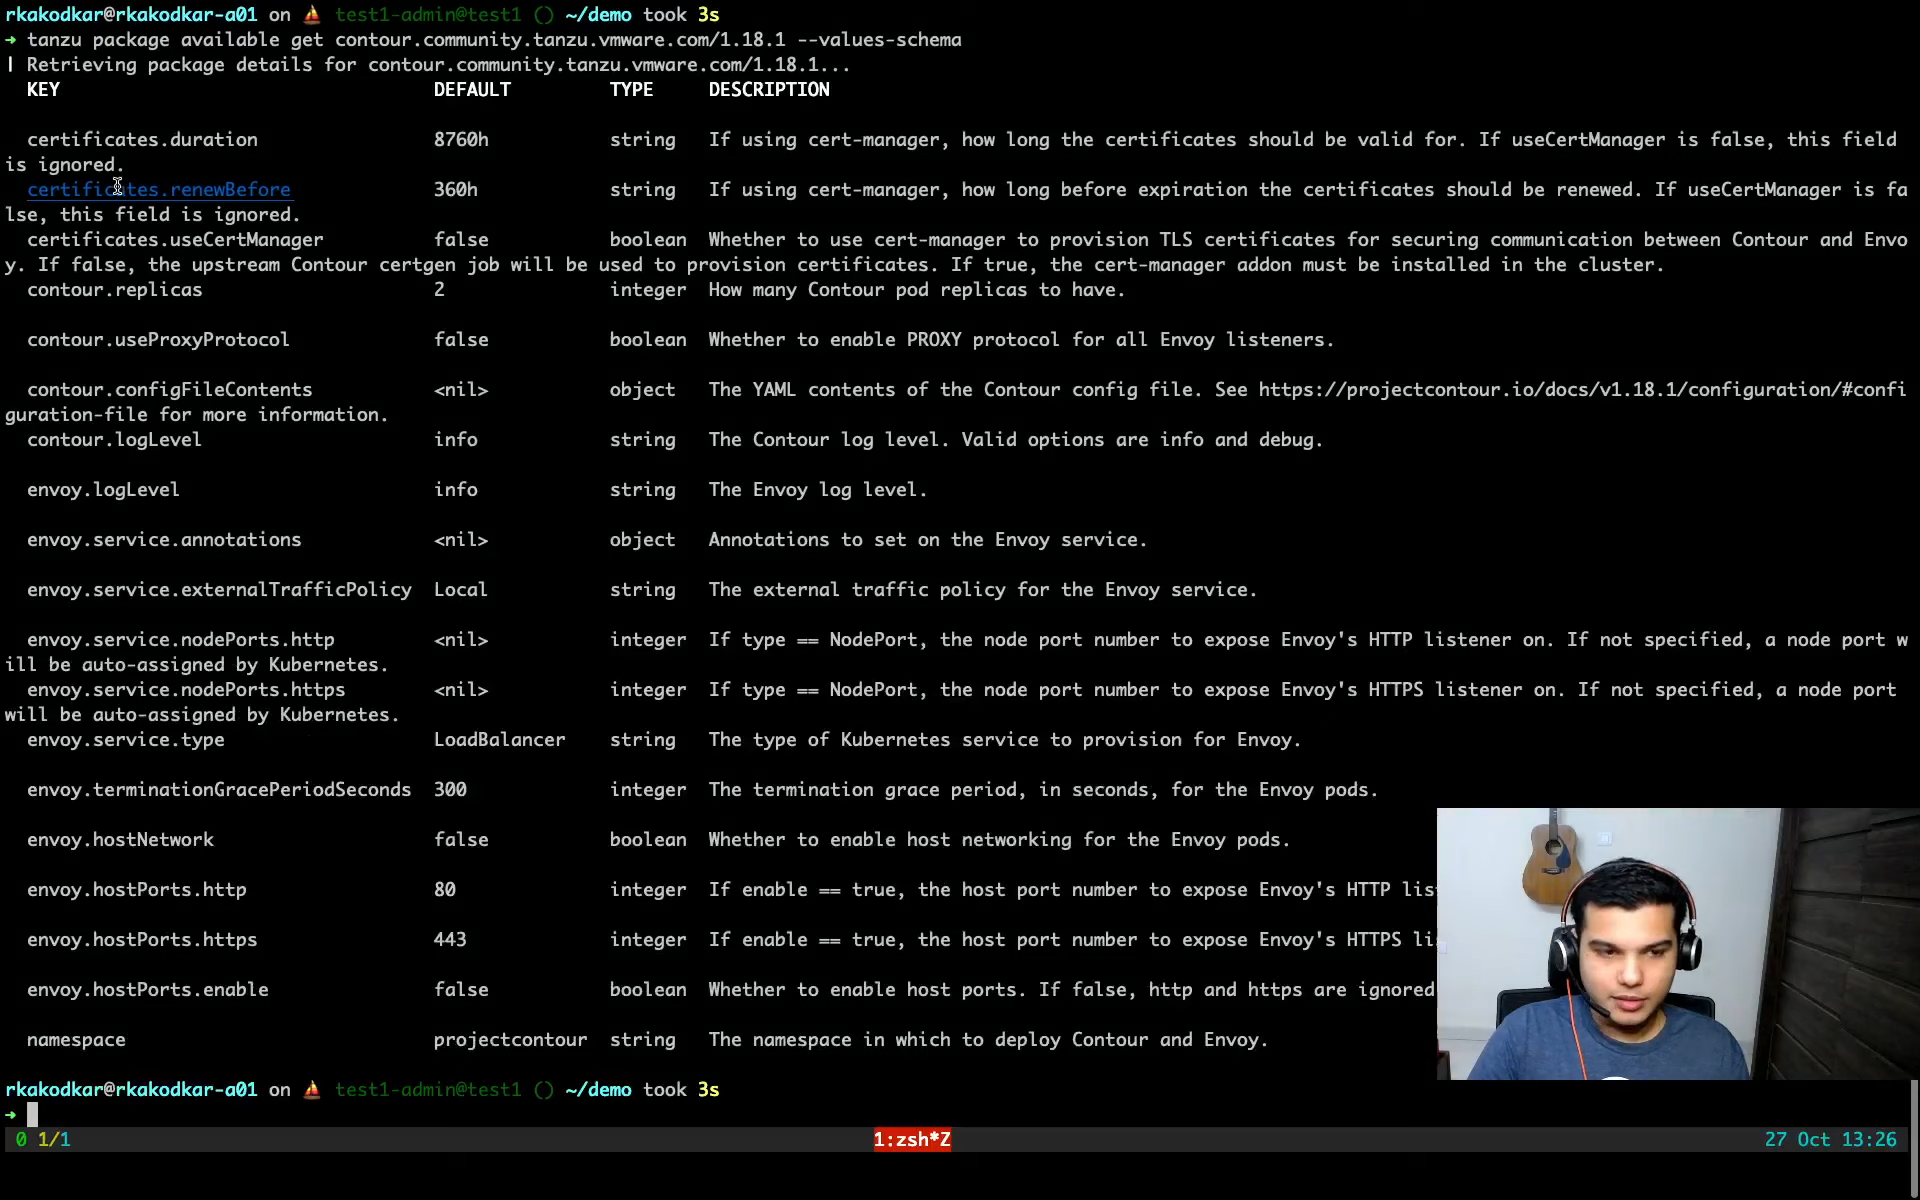 rkakodkar@rkakodkar-a01 on ⛵ test1-admin@test1 () ~/demo took 3s
→ tanzu package available get contour.community.tanzu.vmware.com/1.18.1 --values-schema
| Retrieving package details for contour.community.tanzu.vmware.com/1.18.1...
KEY DEFAULT TYPE DESCRIPTION
certificates.duration 8760h string If using cert-manager, how long the certificates should be valid for. If useCertManager is false, this field
is ignored.
certificates.renewBefore 360h string If using cert-manager, how long before expiration the certificates should be renewed. If useCertManager is fa
lse, this field is ignored.
certificates.useCertManager false boolean Whether to use cert-manager to provision TLS certificates for securing communication between Contour and Envo
y. If false, the upstream Contour certgen job will be used to provision certificates. If true, the cert-manager addon must be installed in the cluster.
contour.replicas 2 integer How many Contour pod replicas to have.
contour.useProxyProtocol false boolean Whether to enable PROXY protocol for all Envoy listeners.
contour.configFileContents <nil> object The YAML contents of the Contour config file. See https://projectcontour.io/docs/v1.18.1/configuration/#confi
guration-file for more information.
contour.logLevel info string The Contour log level. Valid options are info and debug.
envoy.logLevel info string The Envoy log level.
envoy.service.annotations <nil> object Annotations to set on the Envoy service.
envoy.service.externalTrafficPolicy Local string The external traffic policy for the Envoy service.
envoy.service.nodePorts.http <nil> integer If type == NodePort, the node port number to expose Envoy's HTTP listener on. If not specified, a node port w
ill be auto-assigned by Kubernetes.
envoy.service.nodePorts.https <nil> integer If type == NodePort, the node port number to expose Envoy's HTTPS listener on. If not specified, a node port
will be auto-assigned by Kubernetes.
envoy.service.type LoadBalancer string The type of Kubernetes service to provision for Envoy.
envoy.terminationGracePeriodSeconds 300 integer The termination grace period, in seconds, for the Envoy pods.
envoy.hostNetwork false boolean Whether to enable host networking for the Envoy pods.
envoy.hostPorts.http 80 integer If enable == true, the host port number to expose Envoy's HTTP lis
envoy.hostPorts.https 443 integer If enable == true, the host port number to expose Envoy's HTTPS li
envoy.hostPorts.enable false boolean Whether to enable host ports. If false, http and https are ignored
namespace projectcontour string The namespace in which to deploy Contour and Envoy.
rkakodkar@rkakodkar-a01 on ⛵ test1-admin@test1 () ~/demo took 3s
→
0 1/1 1:zsh*Z 27 Oct 13:26